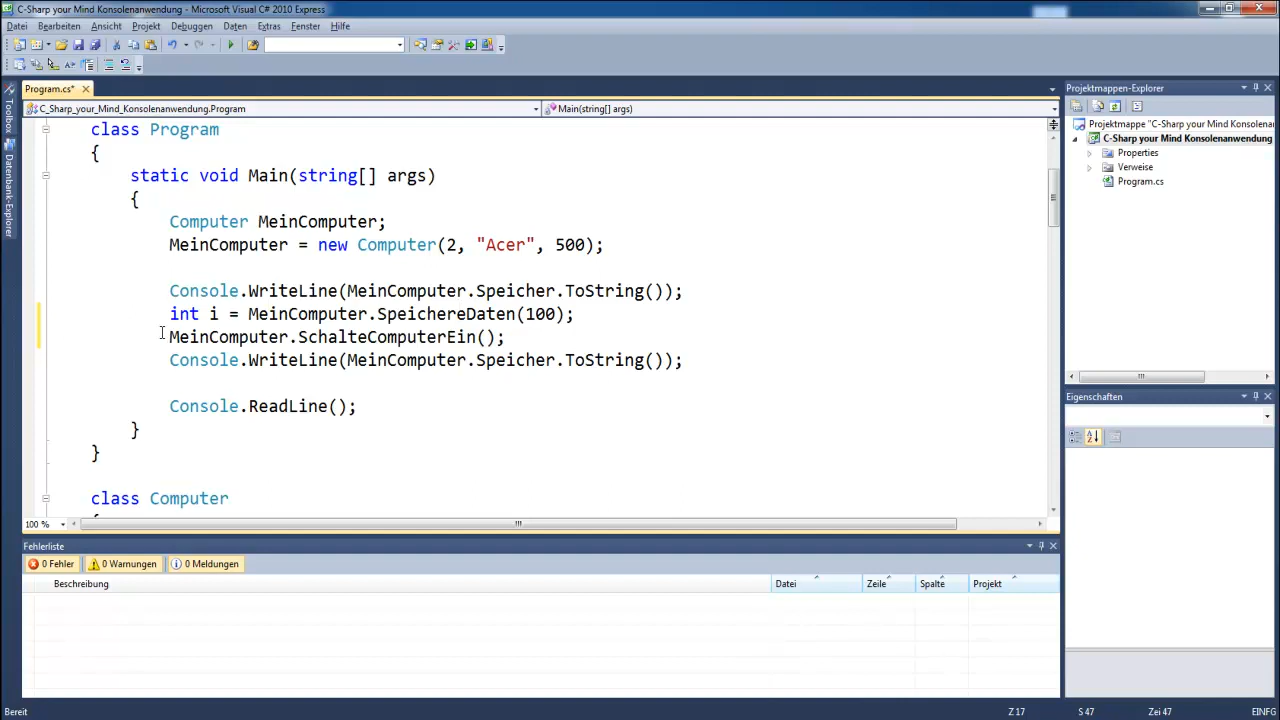 C-Sharp your Mind Konsolenanwendung - Microsoft Visual C# 2010 Express
Datei Bearbeiten Ansicht Projekt Debuggen Daten Extras Fenster Hilfe
Toolbox
Datenbank-Explorer
Program.cs*
C_Sharp_your_Mind_Konsolenanwendung.Program
Main(string[] args)
class Program
{
static void Main(string[] args)
{
Computer MeinComputer;
MeinComputer = new Computer(2, "Acer", 500);
Console.WriteLine(MeinComputer.Speicher.ToString());
int i = MeinComputer.SpeichereDaten(100);
MeinComputer.SchalteComputerEin();
Console.WriteLine(MeinComputer.Speicher.ToString());
Console.ReadLine();
}
}
class Computer
100 %
Projektmappen-Explorer
Projektmappe "C-Sharp your Mind Konsolenan
C-Sharp your Mind Konsolenanwendung
Properties
Verweise
Program.cs
Eigenschaften
Fehlerliste
0 Fehler 0 Warnungen 0 Meldungen
Beschreibung Datei Zeile Spalte Projekt
Bereit Z 17 S 47 Zei 47 EINFG